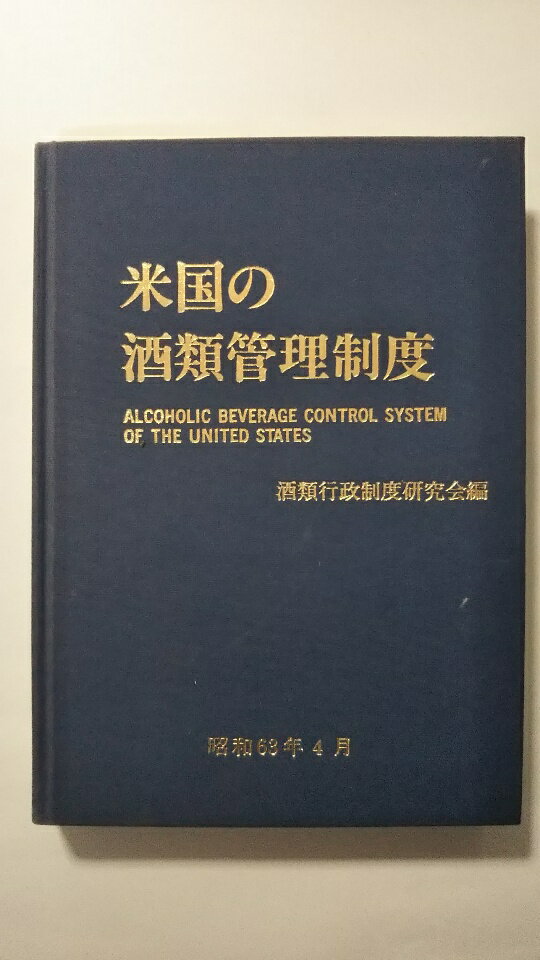 米国の
酒類管理制度
ALCOHOLIC BEVERAGE CONTROL SYSTEM
OF THE UNITED STATES
酒類行政制度研究会編
昭和63年4月